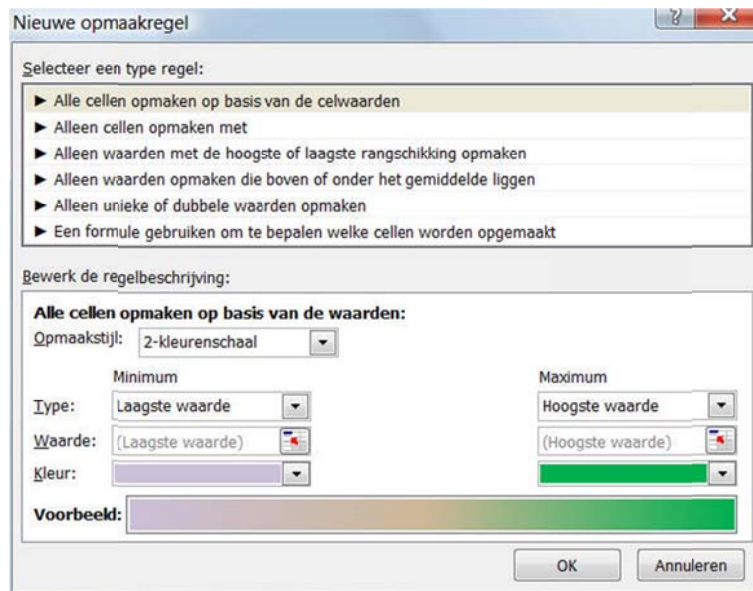 Nieuwe opmaakregel
Selecteer een type regel:
► Alle cellen opmaken op basis van de celwaarden
► Alleen cellen opmaken met
► Alleen waarden met de hoogste of laagste rangschikking opmaken
► Alleen waarden opmaken die boven of onder het gemiddelde liggen
► Alleen unieke of dubbele waarden opmaken
► Een formule gebruiken om te bepalen welke cellen worden opgemaakt
Bewerk de regelbeschrijving:
Alle cellen opmaken op basis van de waarden:
Opmaakstijl: 2-kleurenschaal
Minimum Maximum
Type: Laagste waarde Hoogste waarde
Waarde: (Laagste waarde) (Hoogste waarde)
Kleur:
Voorbeeld:
OK Annuleren